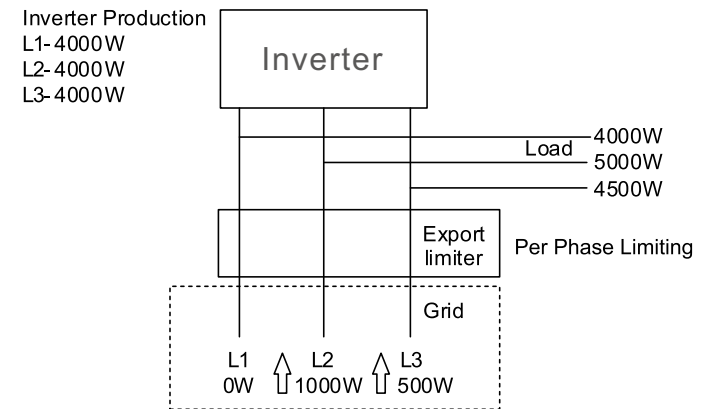 Inverter Production
L1-4000W
L2-4000W
L3-4000W
Inverter
Load
4000W
5000W
4500W
Export
limiter
Per Phase Limiting
Grid
L1 L2 L3
0W 1000W 500W